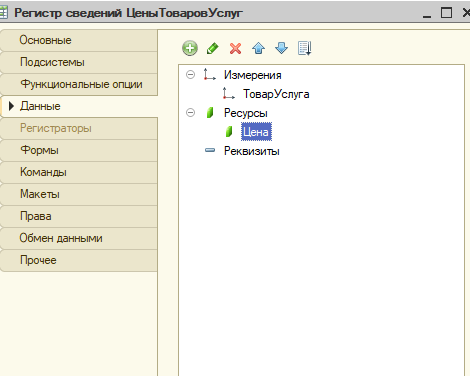 Регистр сведений ЦеныТоваровУслуг
Основные
Подсистемы
Функциональные опции
Данные
Регистраторы
Формы
Команды
Макеты
Права
Обмен данными
Прочее
Измерения
ТоварУслуга
Ресурсы
Цена
Реквизиты